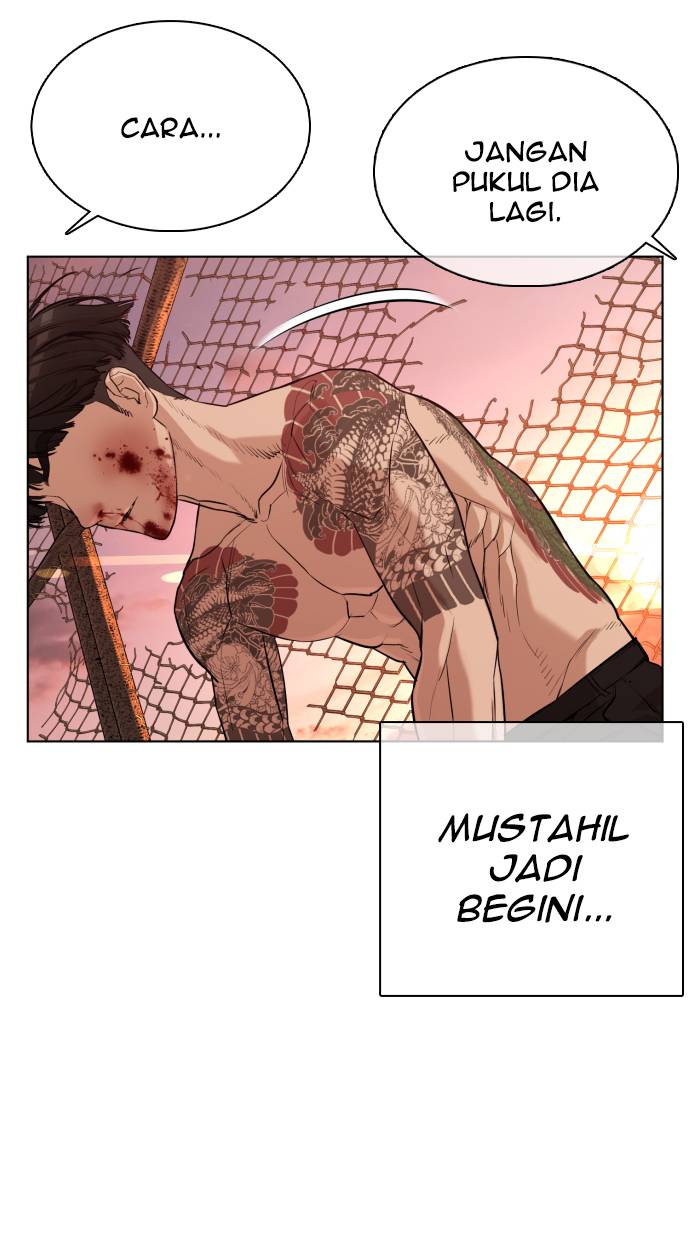 CARA...
JANGAN
PUKUL DIA
LAGI.
MUSTAHIL
JADI
BEGINI...